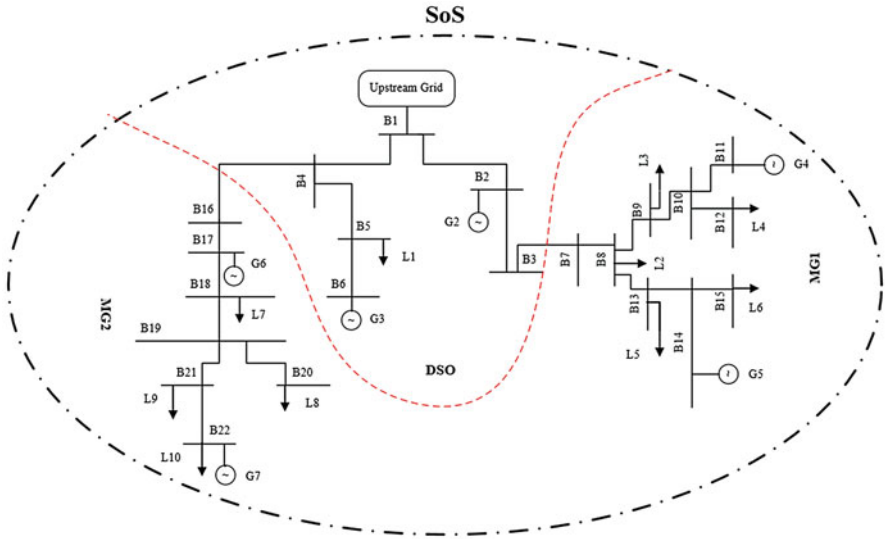 SoS
Upstream Grid
B1
B4
B2
G2
B3
B5
L1
B6
G3
DSO
B16
B17
G6
B18
L7
MG2
B19
B21
B20
L9
L8
B22
L10
G7
B7
B8
L2
B9
L3
B10
B11
G4
B12
L4
MG1
B13
L5
B14
B15
L6
G5
~
~
~
~
~
~